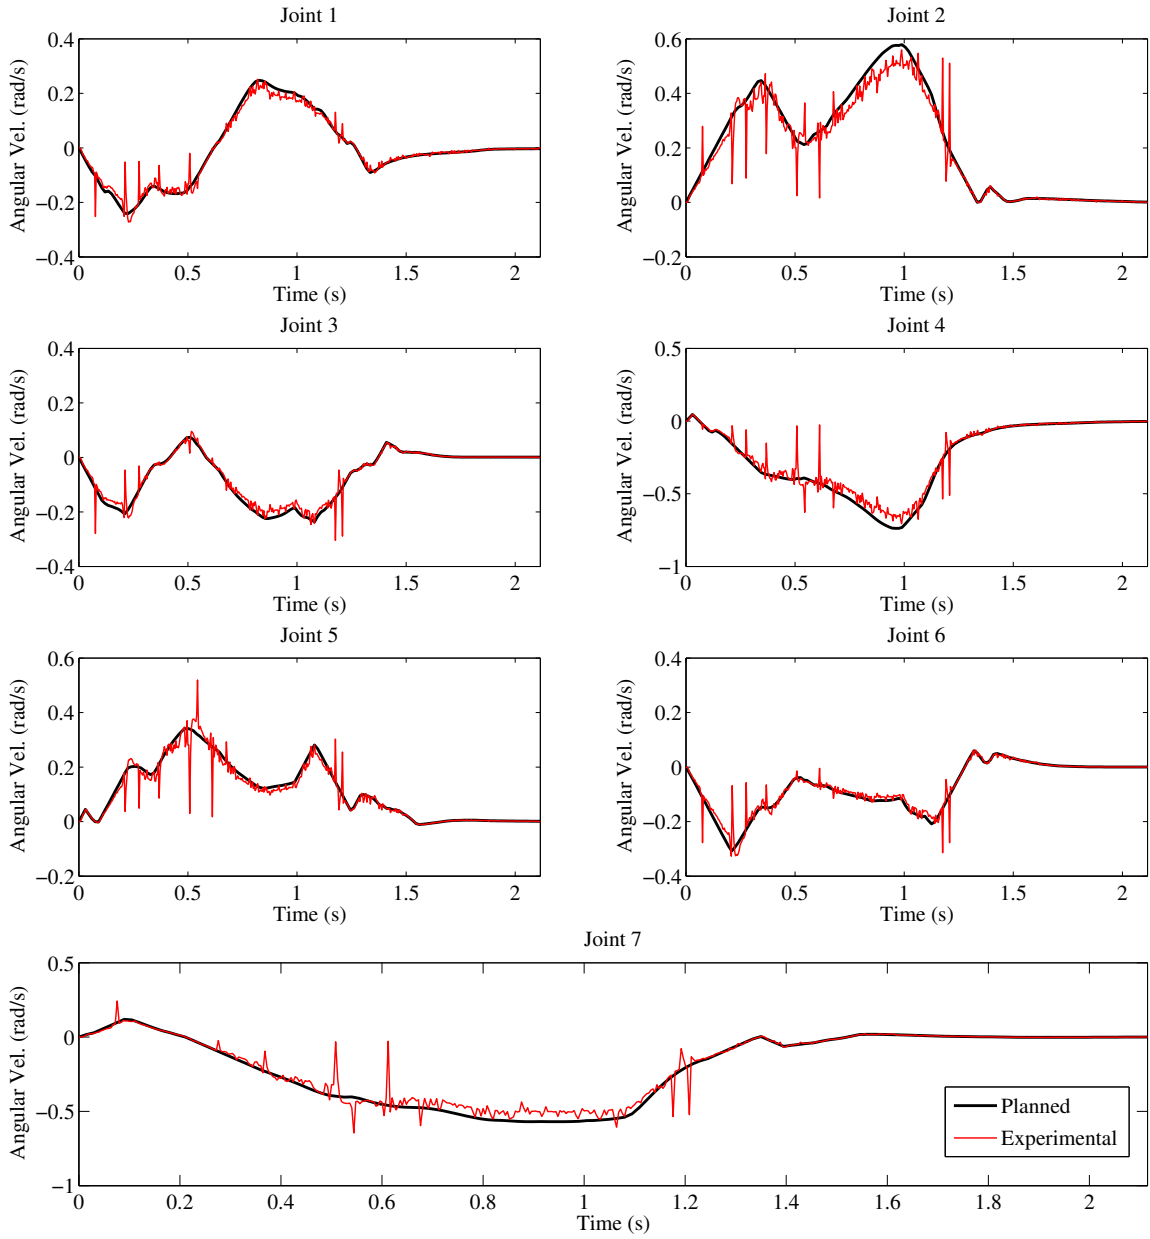 Joint 1
Angular Vel. (rad/s)
0.4
0.2
0
−0.2
−0.4
0 0.5 1 1.5 2
Time (s)
Joint 2
Angular Vel. (rad/s)
0.6
0.4
0.2
0
−0.2
0 0.5 1 1.5 2
Time (s)
Joint 3
Angular Vel. (rad/s)
0.4
0.2
0
−0.2
−0.4
0 0.5 1 1.5 2
Time (s)
Joint 4
Angular Vel. (rad/s)
0.5
0
−0.5
−1
0 0.5 1 1.5 2
Time (s)
Joint 5
Angular Vel. (rad/s)
0.6
0.4
0.2
0
−0.2
0 0.5 1 1.5 2
Time (s)
Joint 6
Angular Vel. (rad/s)
0.4
0.2
0
−0.2
−0.4
0 0.5 1 1.5 2
Time (s)
Joint 7
Angular Vel. (rad/s)
0.5
0
−0.5
−1
0 0.2 0.4 0.6 0.8 1 1.2 1.4 1.6 1.8 2
Time (s)
Planned
Experimental